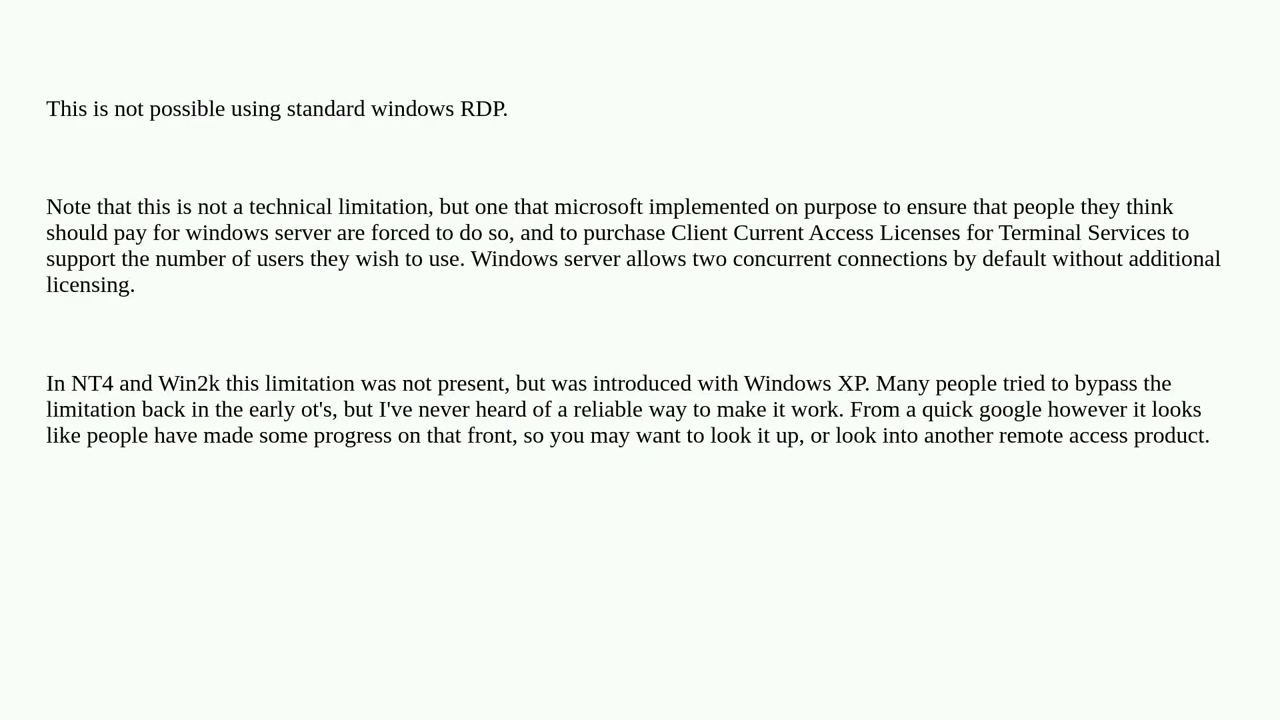 This is not possible using standard windows RDP.
Note that this is not a technical limitation, but one that microsoft implemented on purpose to ensure that people they think
should pay for windows server are forced to do so, and to purchase Client Current Access Licenses for Terminal Services to
support the number of users they wish to use. Windows server allows two concurrent connections by default without additional
licensing.
In NT4 and Win2k this limitation was not present, but was introduced with Windows XP. Many people tried to bypass the
limitation back in the early ot's, but I've never heard of a reliable way to make it work. From a quick google however it looks
like people have made some progress on that front, so you may want to look it up, or look into another remote access product.